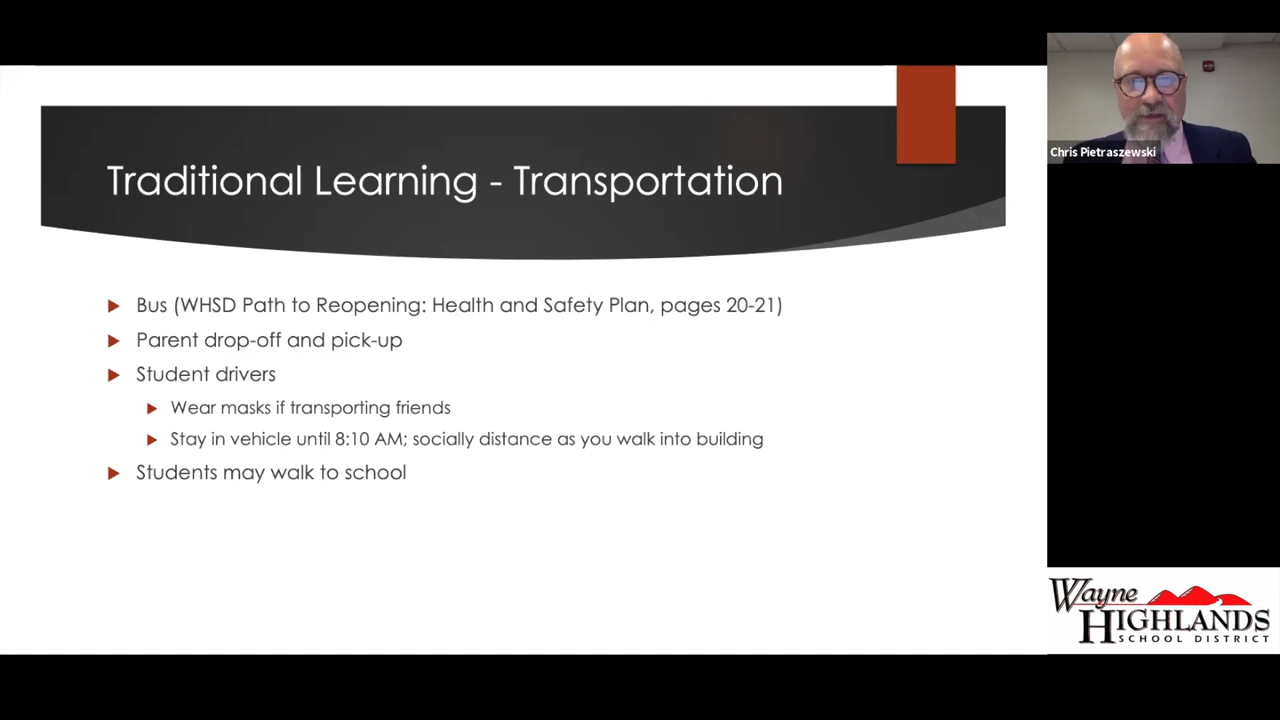 Traditional Learning - Transportation
Bus (WHSD Path to Reopening: Health and Safety Plan, pages 20-21)
Parent drop-off and pick-up
Student drivers
Wear masks if transporting friends
Stay in vehicle until 8:10 AM; socially distance as you walk into building
Students may walk to school
Chris Pietraszewski
Wayne
HIGHLANDS
SCHOOL DISTRICT